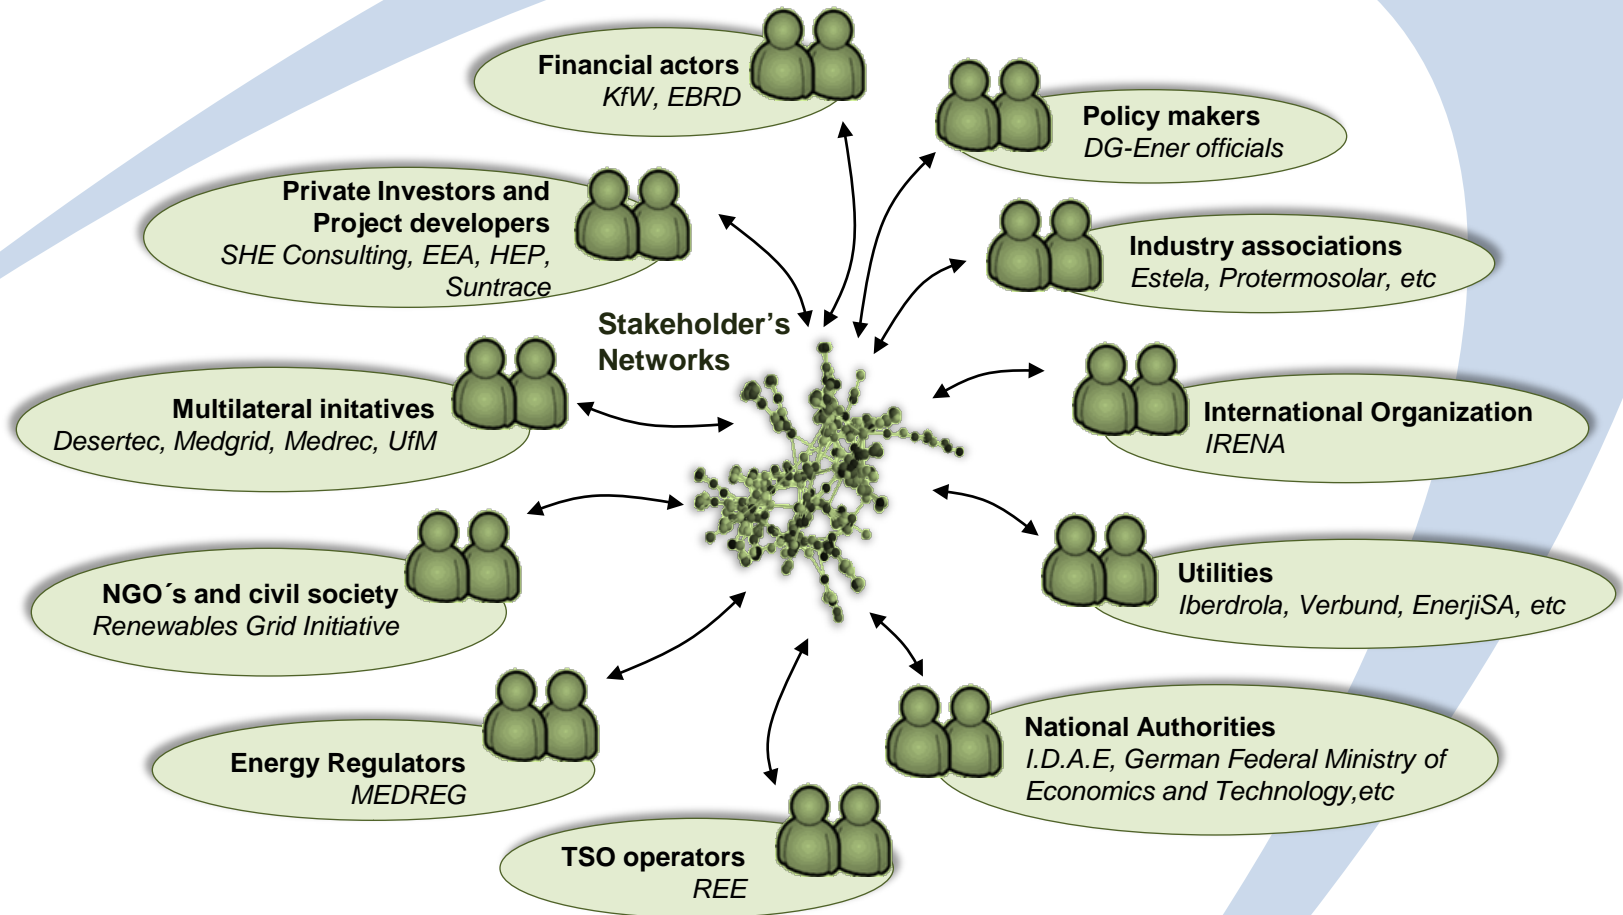 Financial actors
KfW, EBRD
Policy makers
DG-Ener officials
Private Investors and
Project developers
SHE Consulting, EEA, HEP,
Suntrace
Industry associations
Estela, Protermosolar, etc
Stakeholder’s
Networks
Multilateral initatives
Desertec, Medgrid, Medrec, UfM
International Organization
IRENA
NGO´s and civil society
Renewables Grid Initiative
Utilities
Iberdrola, Verbund, EnerjiSA, etc
Energy Regulators
MEDREG
National Authorities
I.D.A.E, German Federal Ministry of
Economics and Technology,etc
TSO operators
REE